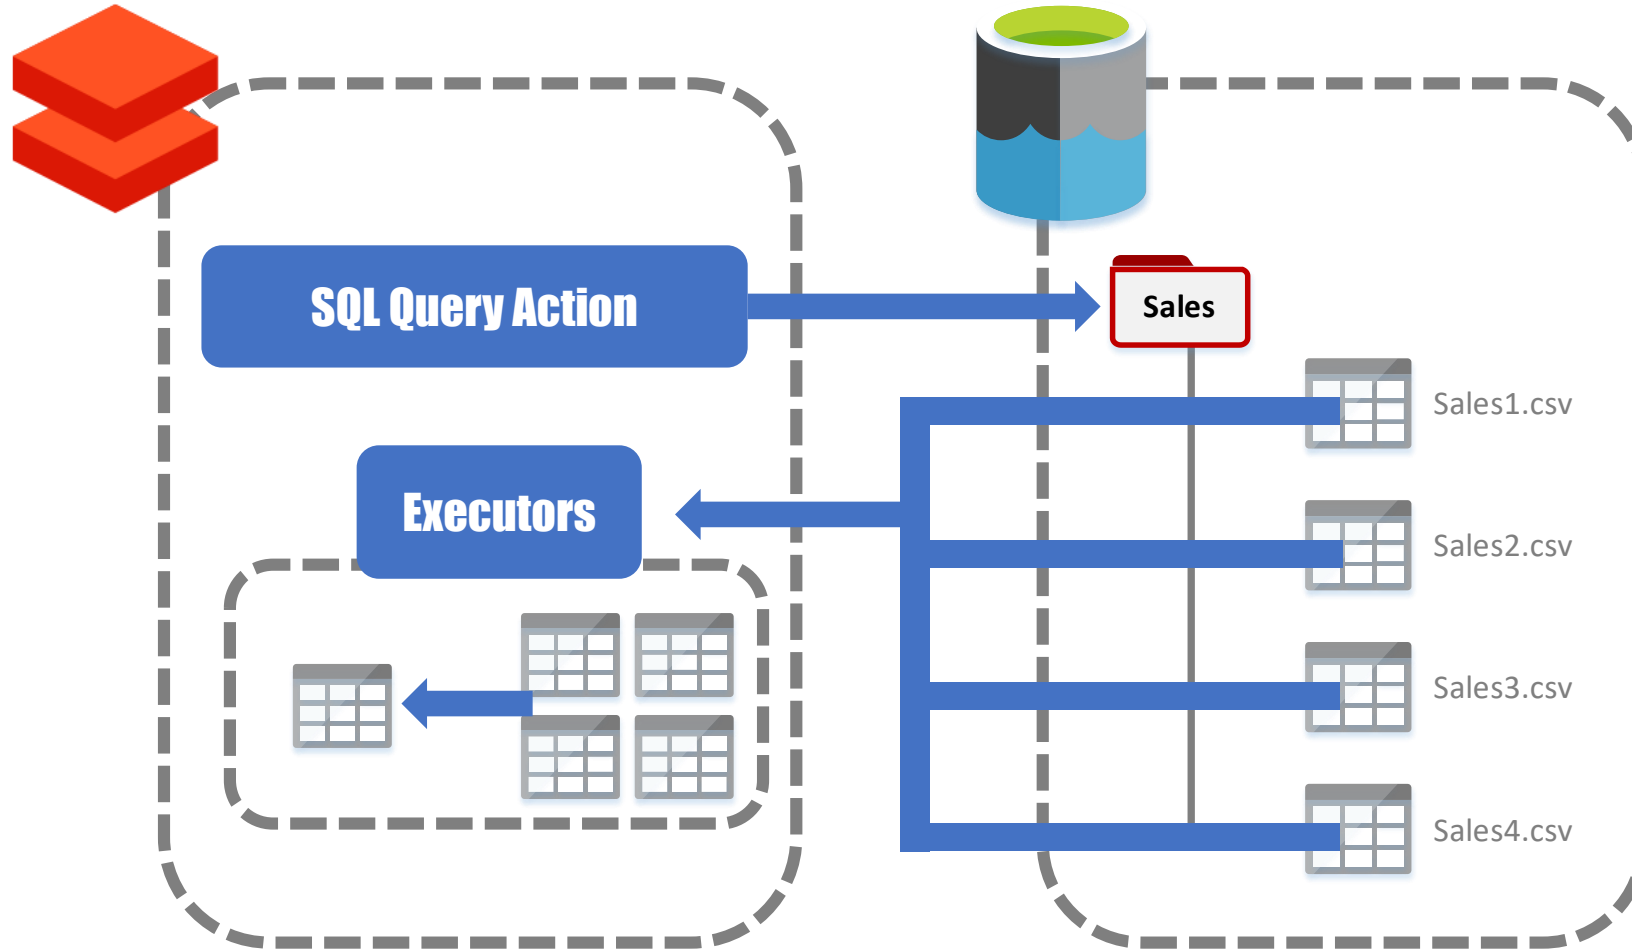 SQL Query Action
Sales
Sales1.csv
Executors
Sales2.csv
Sales3.csv
Sales4.csv